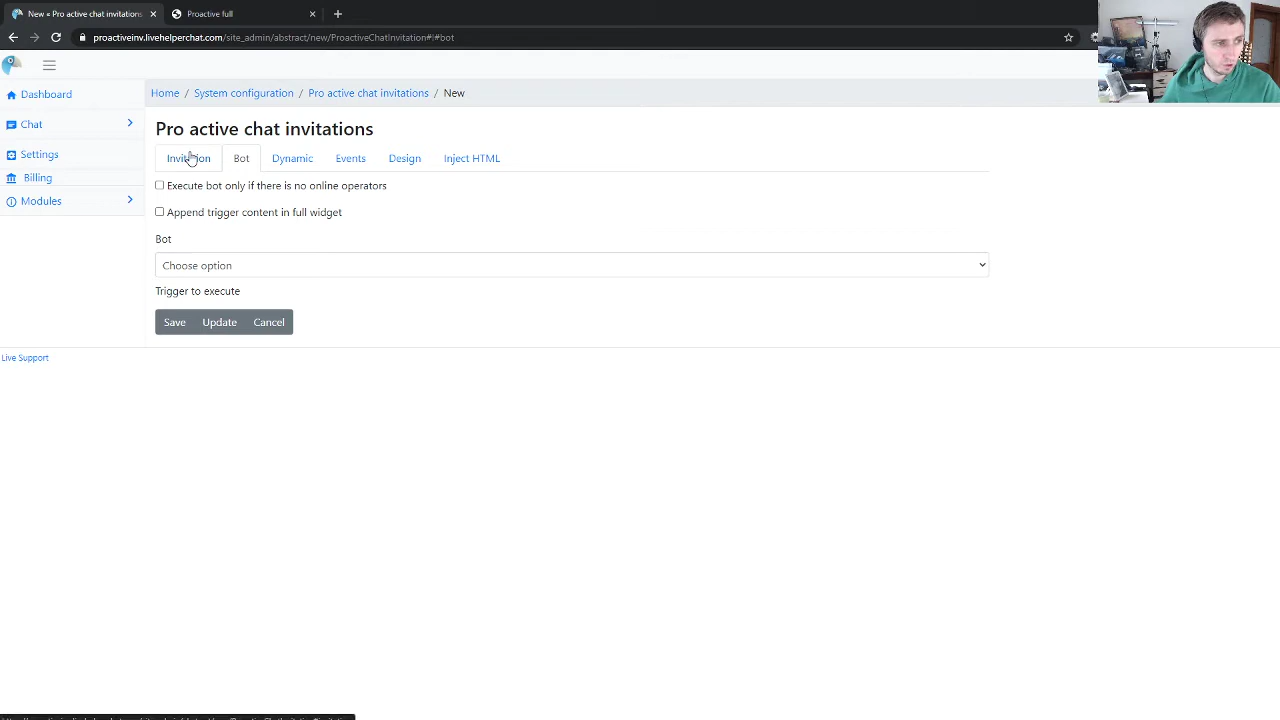 New « Pro active chat invitations
Proactive full
proactiveinv.livehelperchat.com/site_admin/abstract/new/ProactiveChatInvitation#!#bot
Dashboard
Chat
Settings
Billing
Modules
Home / System configuration / Pro active chat invitations / New
Pro active chat invitations
Invitation Bot Dynamic Events Design Inject HTML
Execute bot only if there is no online operators
Append trigger content in full widget
Bot
Choose option
Trigger to execute
Save Update Cancel
Live Support